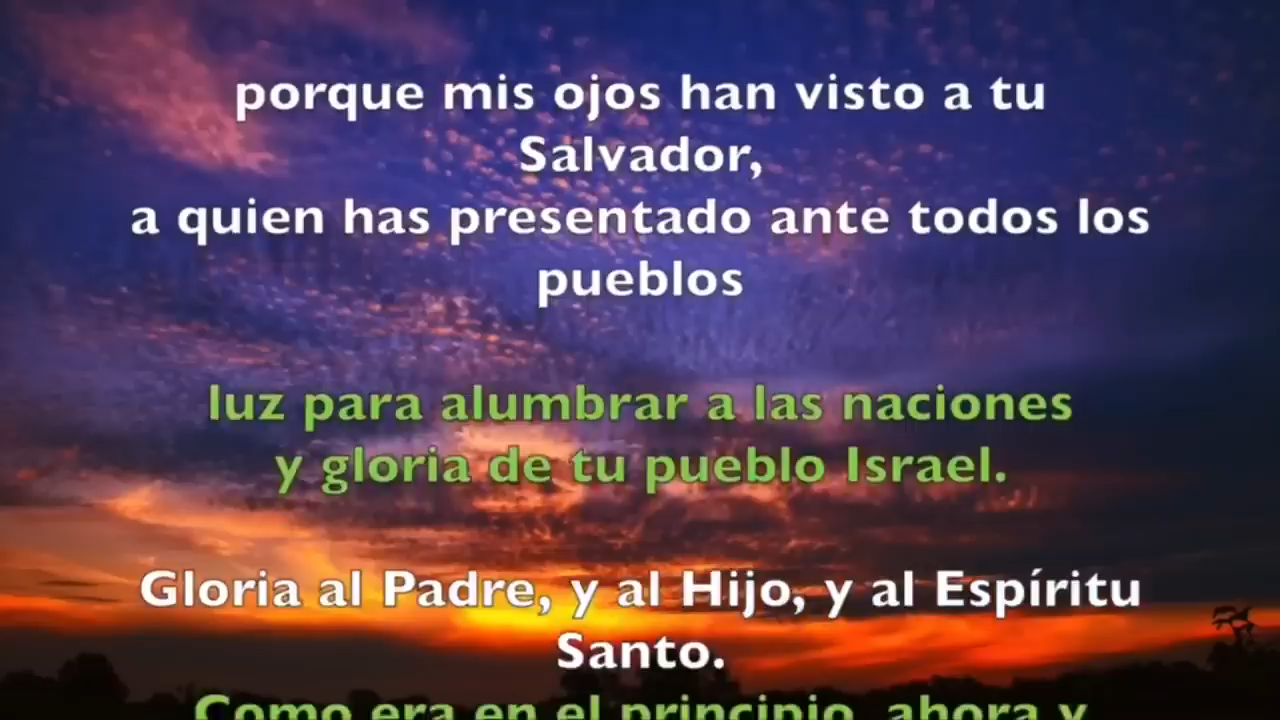 porque mis ojos han visto a tu
Salvador,
a quien has presentado ante todos los
pueblos
luz para alumbrar a las naciones
y gloria de tu pueblo Israel.
Gloria al Padre, y al Hijo, y al Espíritu
Santo.
Como era en el principio, ahora y